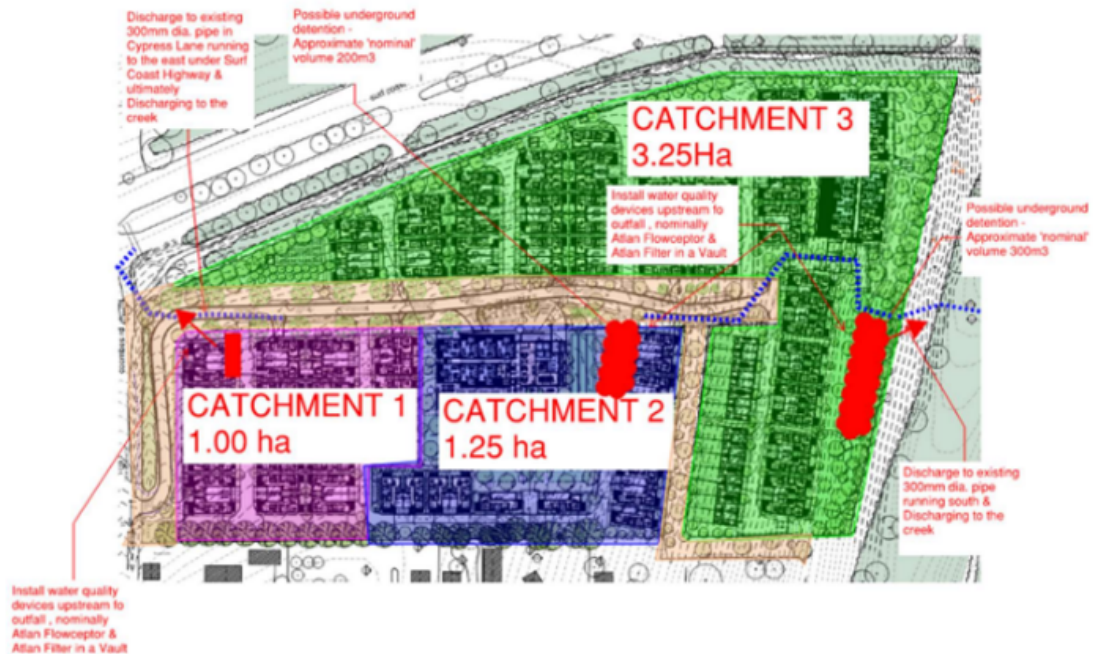 Discharge to existing
300mm dia. pipe in
Cypress Lane running
to the east under Surf
Coast Highway &
ultimately
Discharging to the
creek
Possible underground
detention -
Approximate 'nominal'
volume 200m3
CATCHMENT 3
3.25Ha
Install water quality
devices upstream fo
outfall , nominally
Atlan Flowceptor &
Atlan Filter in a Vault
Possible underground
detention -
Approximate 'nominal'
volume 300m3
CATCHMENT 1
1.00 ha
CATCHMENT 2
1.25 ha
Discharge to existing
300mm dia. pipe
running south &
Discharging to the
creek
Install water quality
devices upstream fo
outfall , nominally
Atlan Flowceptor &
Atlan Filter in a Vault